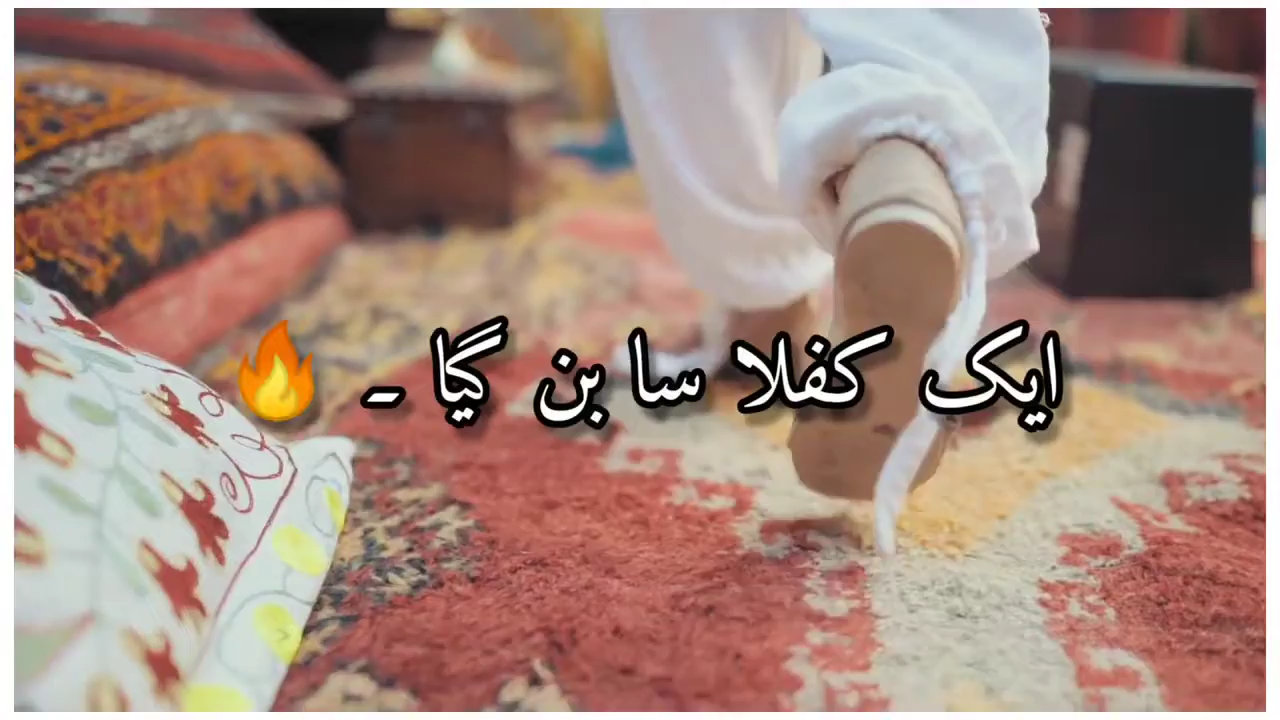 ایک کفلا سا بن گیا ۔ 🔥